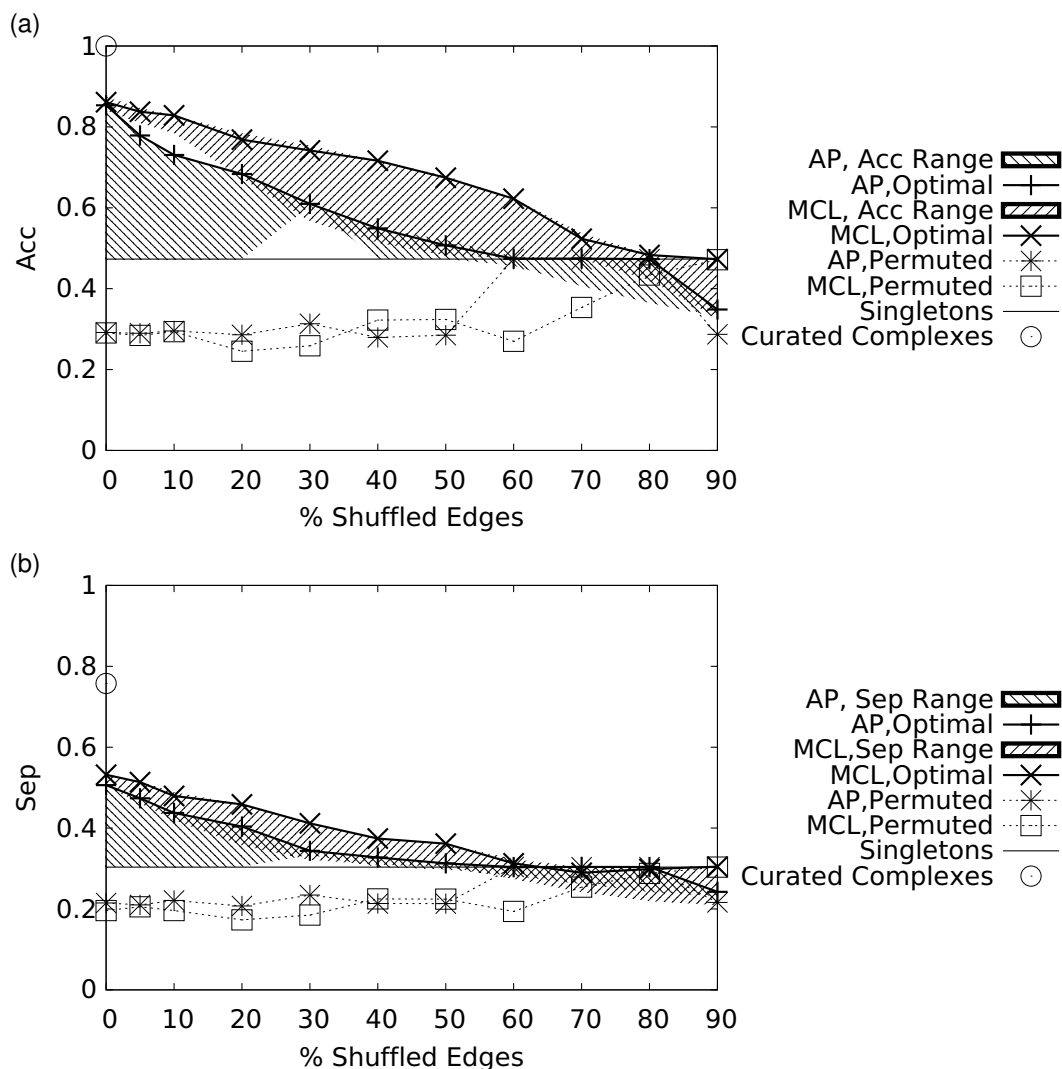 (a)
1
0.8
0.6
0.4
0.2
0
Acc
0 10 20 30 40 50 60 70 80 90
% Shuffled Edges
AP, Acc Range
AP,Optimal
MCL, Acc Range
MCL,Optimal
AP,Permuted
MCL,Permuted
Singletons
Curated Complexes
(b)
1
0.8
0.6
0.4
0.2
0
Sep
0 10 20 30 40 50 60 70 80 90
% Shuffled Edges
AP, Sep Range
AP,Optimal
MCL,Sep Range
MCL,Optimal
AP,Permuted
MCL,Permuted
Singletons
Curated Complexes